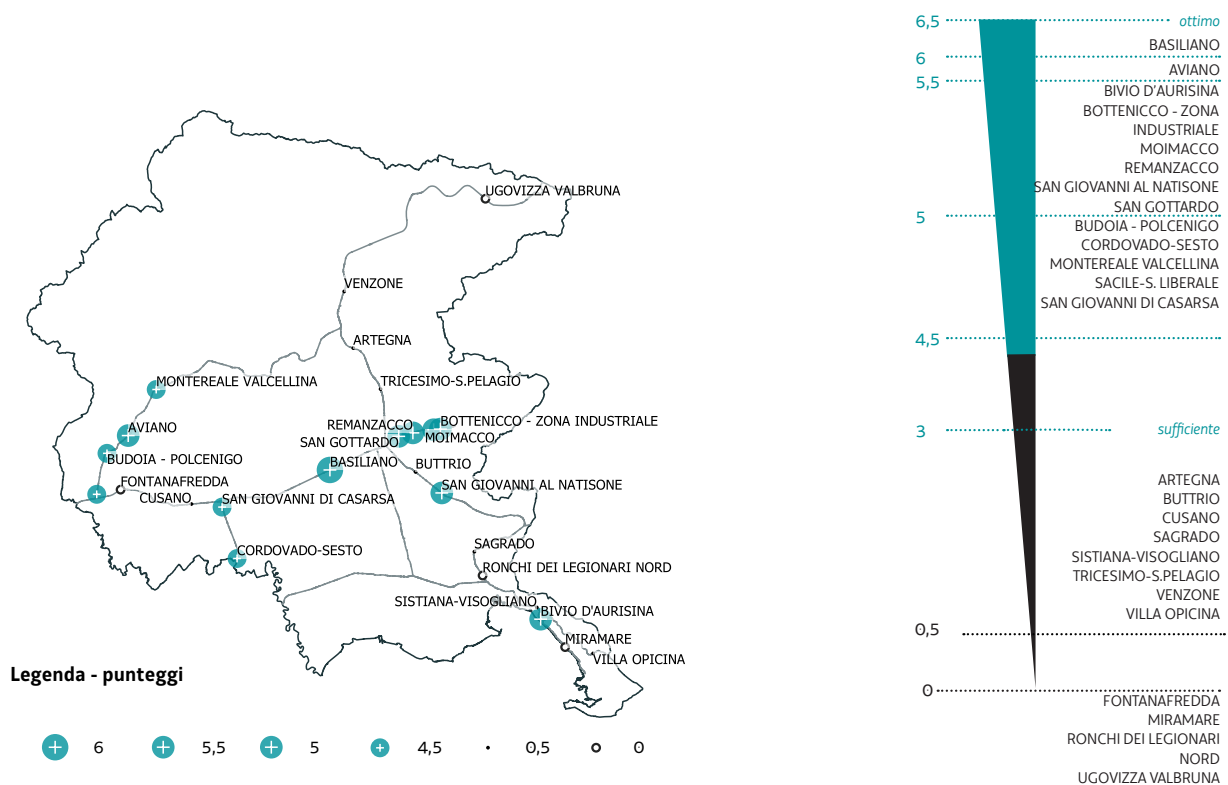 UGOVIZZA VALBRUNA
VENZONE
ARTEGNA
MONTEREALE VALCELLINA
TRICESIMO-S.PELAGIO
AVIANO
REMANZACCO
BOTTENICCO - ZONA INDUSTRIALE
SAN GOTTARDO
MOIMACCO
BUDOIA - POLCENIGO
BASILIANO
BUTTRIO
FONTANAFREDDA
CUSANO
SAN GIOVANNI DI CASARSA
SAN GIOVANNI AL NATISONE
CORDOVADO-SESTO
SAGRADO
RONCHI DEI LEGIONARI NORD
SISTIANA-VISOGLIANO
BIVIO D'AURISINA
MIRAMARE
VILLA OPICINA
Legenda - punteggi
6
5,5
5
4,5
0,5
0
6,5
ottimo
BASILIANO
6
AVIANO
5,5
BIVIO D'AURISINA
BOTTENICCO - ZONA
INDUSTRIALE
MOIMACCO
REMANZACCO
SAN GIOVANNI AL NATISONE
SAN GOTTARDO
5
BUDOIA - POLCENIGO
CORDOVADO-SESTO
MONTEREALE VALCELLINA
SACILE-S. LIBERALE
SAN GIOVANNI DI CASARSA
4,5
3
sufficiente
ARTEGNA
BUTTRIO
CUSANO
SAGRADO
SISTIANA-VISOGLIANO
TRICESIMO-S.PELAGIO
VENZONE
VILLA OPICINA
0,5
0
FONTANAFREDDA
MIRAMARE
RONCHI DEI LEGIONARI
NORD
UGOVIZZA VALBRUNA